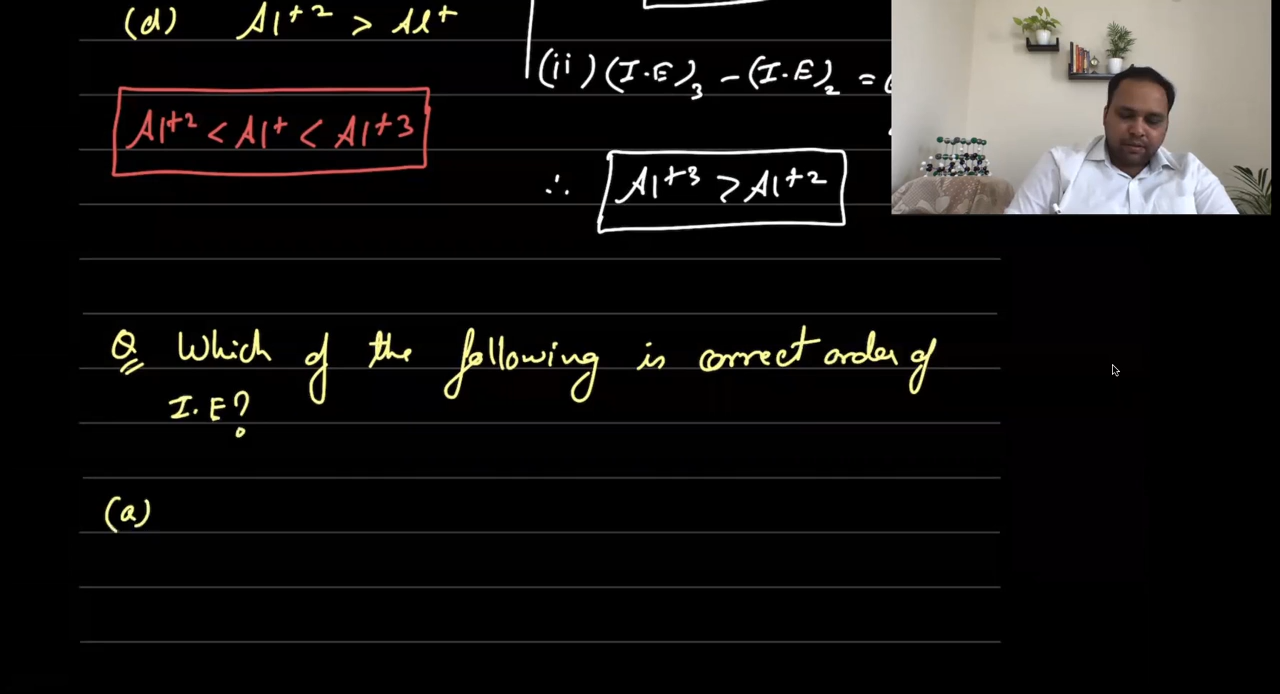 (d) Al+2 > Al+
Al+2 < Al+ < Al+3
(ii) (I.E)3 - (I.E)2 =
∴ Al+3 > Al+2
Q Which of the following is correct order of
I.E?
(a)